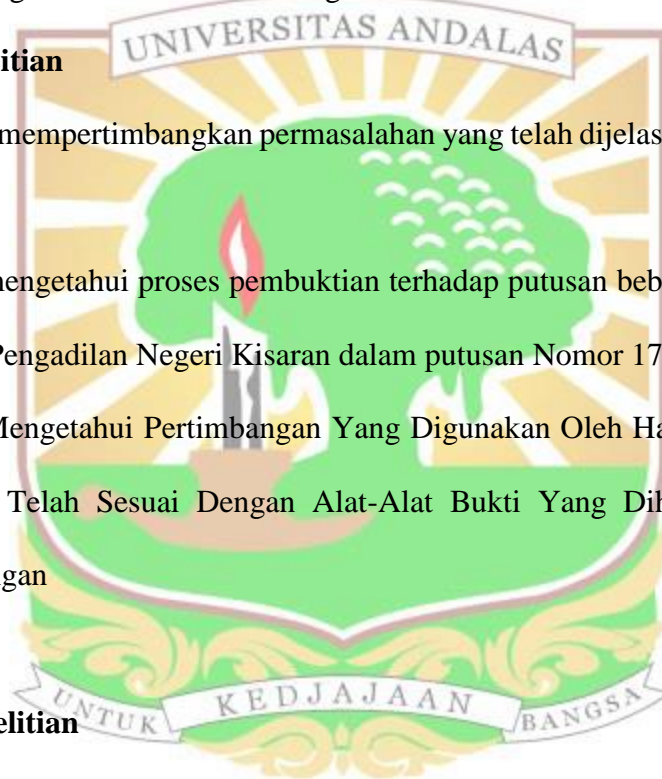 UNIVERSITAS ANDALAS
itian
mempertimbangkan permasalahan yang telah dijelas
mengetahui proses pembuktian terhadap putusan beb
Pengadilan Negeri Kisaran dalam putusan Nomor 17
Mengetahui Pertimbangan Yang Digunakan Oleh Ha
Telah Sesuai Dengan Alat-Alat Bukti Yang Dih
ngan
UNTUK KEDJAJAAN BANGSA
elitian